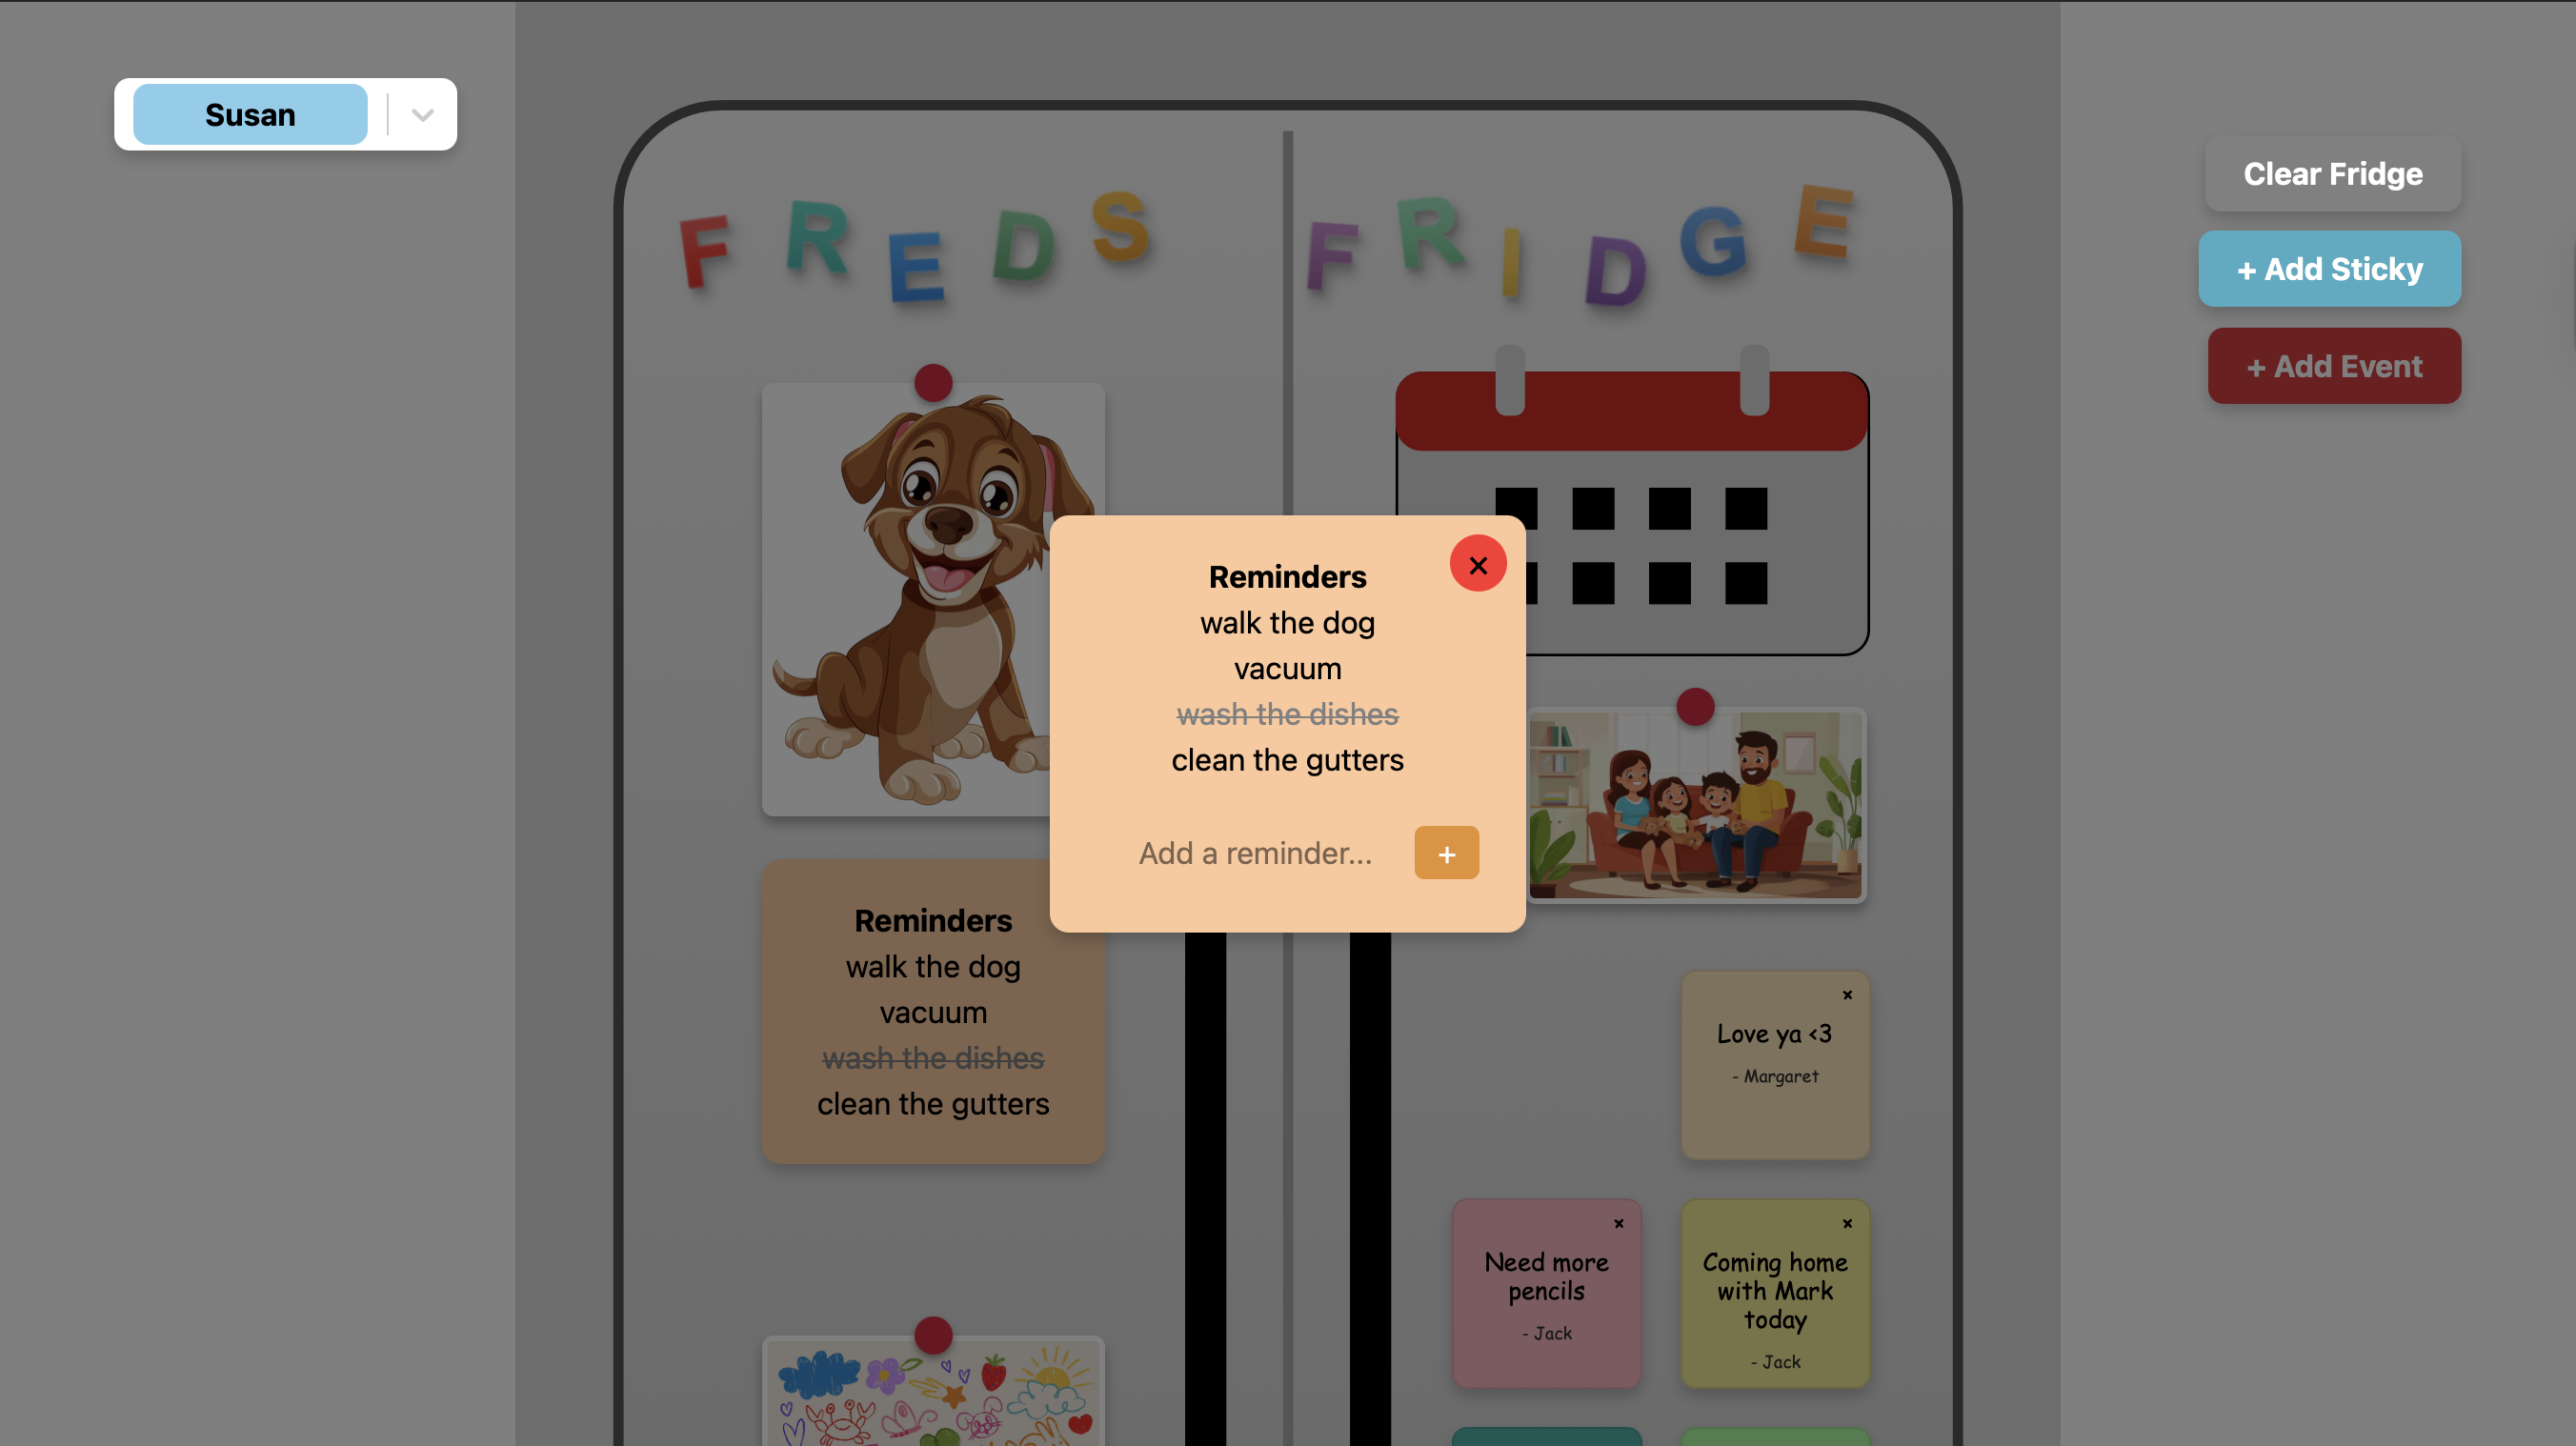 Susan
FREDS FRIDGE
Clear Fridge
+ Add Sticky
+ Add Event
Reminders
walk the dog
vacuum
wash the dishes
clean the gutters
Add a reminder...
+
Reminders
walk the dog
vacuum
wash the dishes
clean the gutters
Love ya <3
- Margaret
Need more
pencils
- Jack
Coming home
with Mark
today
- Jack